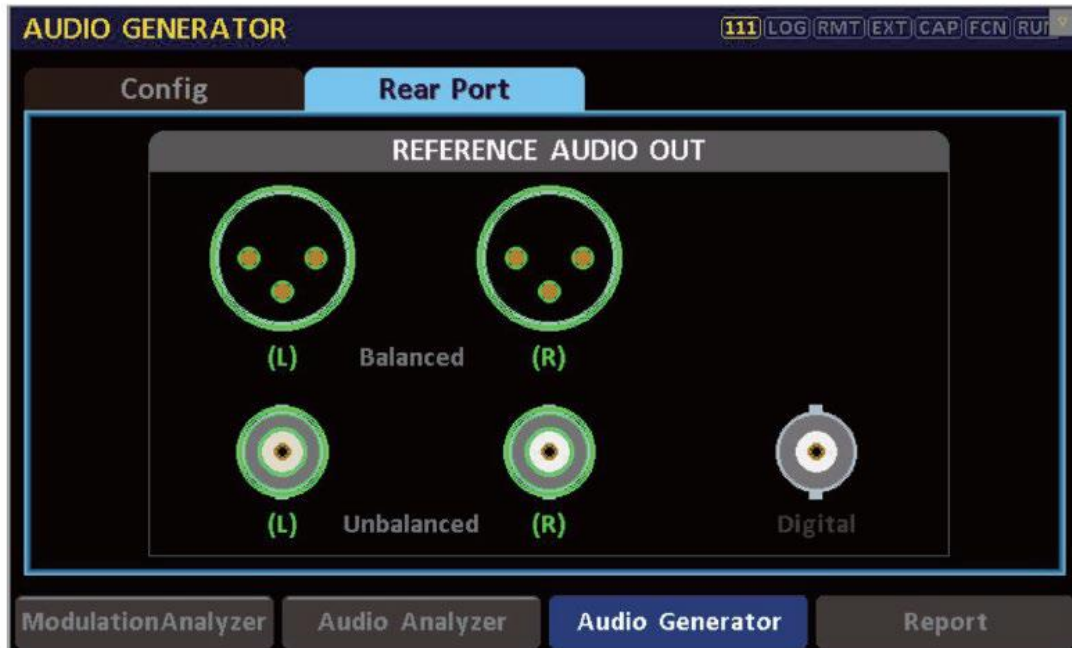 AUDIO GENERATOR 111 LOG RMT EXT CAP FCN RUN
Config Rear Port
REFERENCE AUDIO OUT
(L) Balanced (R)
(L) Unbalanced (R) Digital
ModulationAnalyzer Audio Analyzer Audio Generator Report